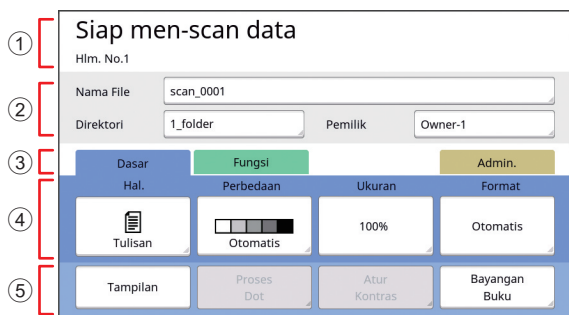 ① Siap men-scan data
Hlm. No.1
② Nama File scan_0001
Direktori 1_folder Pemilik Owner-1
③ Dasar Fungsi Admin.
Hal. Perbedaan Ukuran Format
④ Tulisan Otomatis 100% Otomatis
⑤ Tampilan Proses Dot Atur Kontras Bayangan Buku